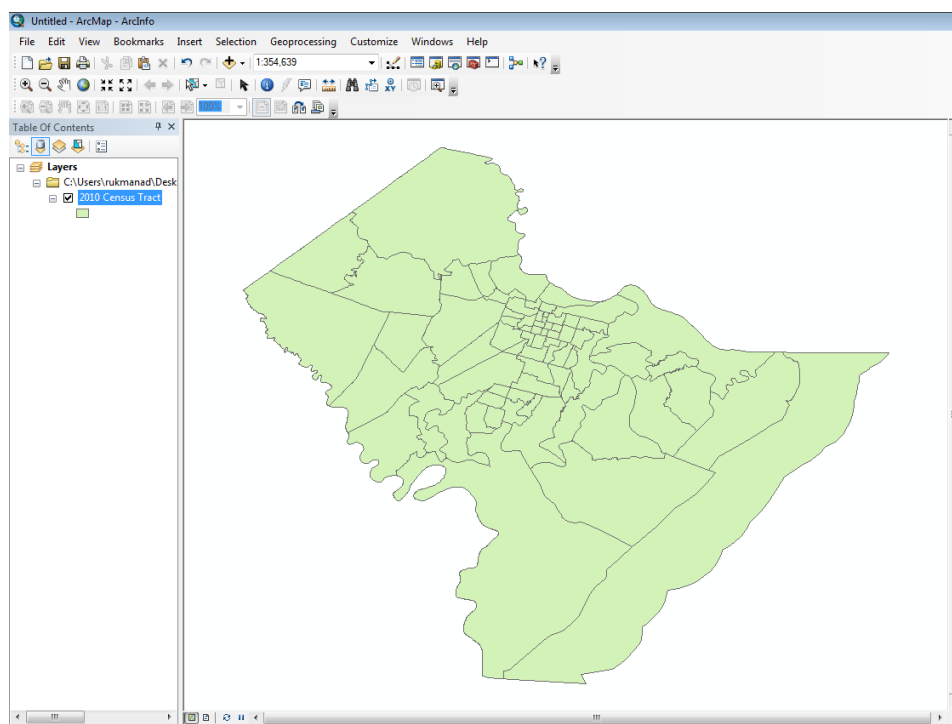 Untitled - ArcMap - ArcInfo
File Edit View Bookmarks Insert Selection Geoprocessing Customize Windows Help
1:354,639
100%
Table Of Contents
Layers
C:\Users\rukmanad\Desk
2010 Census Tract